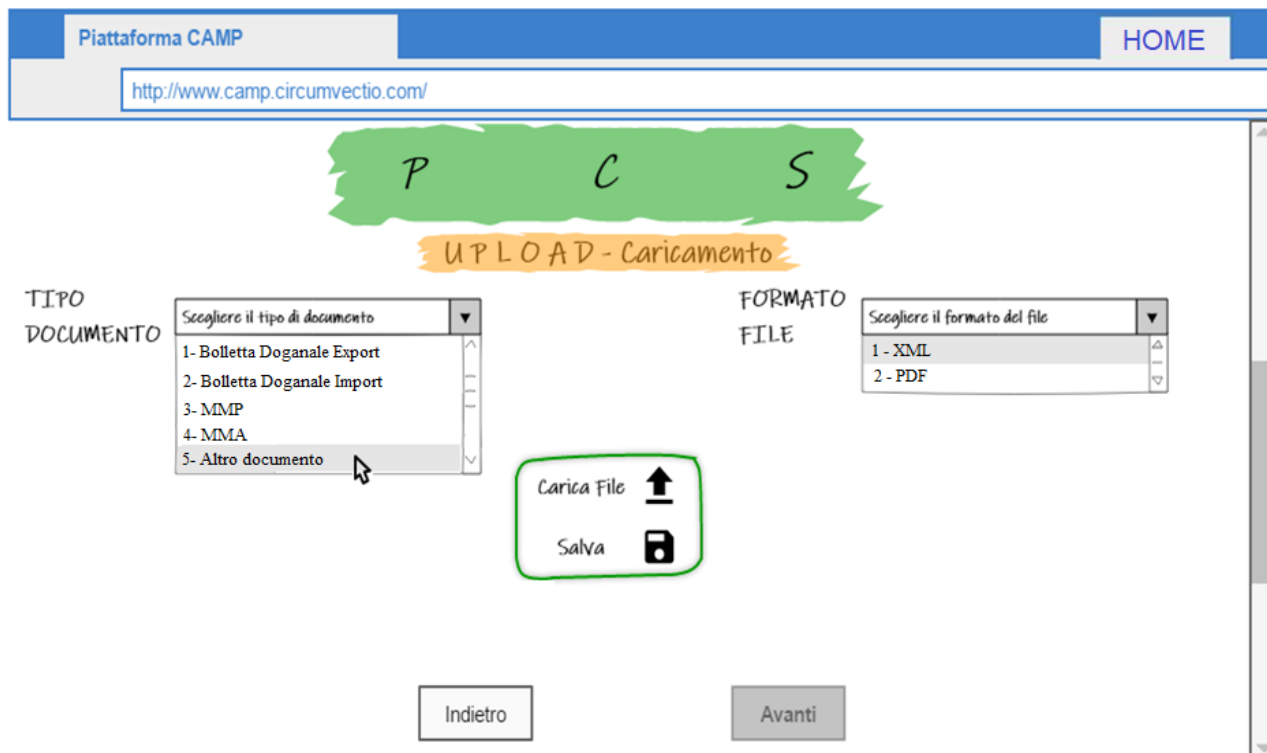 Piattaforma CAMP
HOME
http://www.camp.circumvectio.com/
P C S
UPLOAD - Caricamento
TIPO
DOCUMENTO
Scegliere il tipo di documento
1- Bolletta Doganale Export
2- Bolletta Doganale Import
3- MMP
4- MMA
5- Altro documento
FORMATO
FILE
Scegliere il formato del file
1 - XML
2 - PDF
Carica File
Salva
Indietro
Avanti